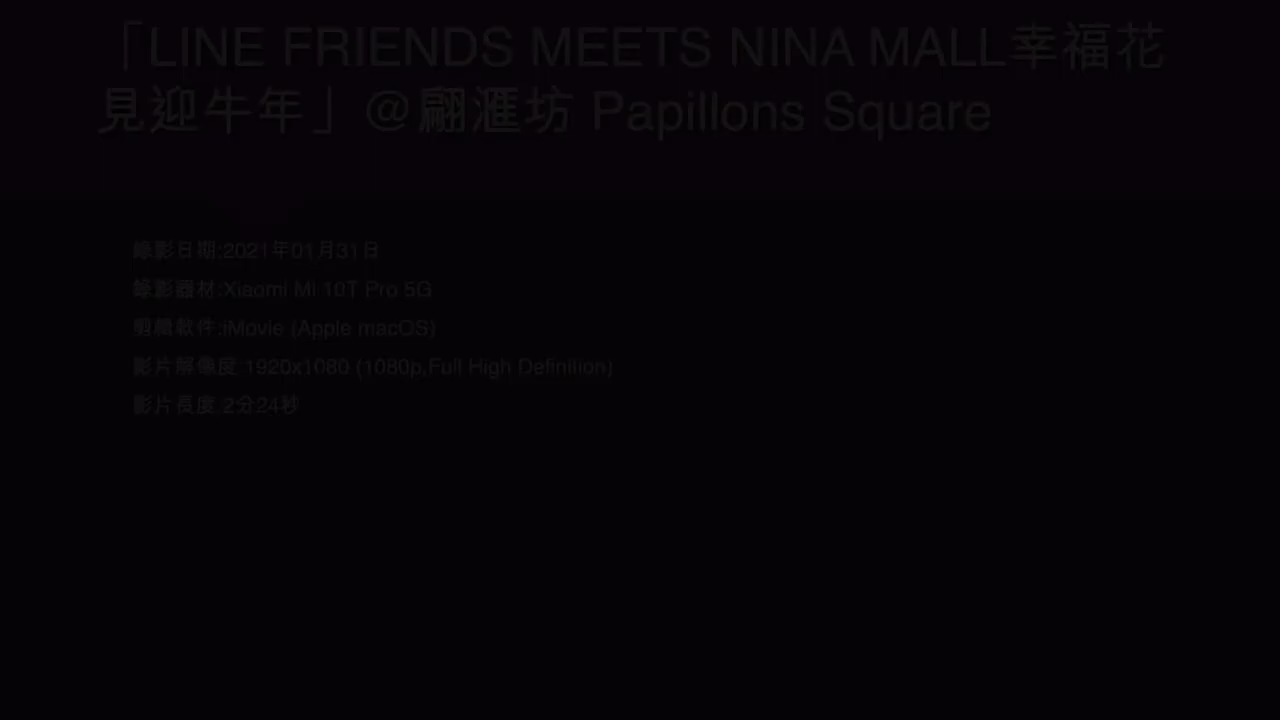 「LINE FRIENDS MEETS NINA MALL幸福花
見迎牛年」@翩滙坊 Papillons Square
錄影日期:2021年01月31日
錄影器材:Xiaomi Mi 10T Pro 5G
剪輯軟件:iMovie (Apple macOS)
影片解像度:1920x1080 (1080p,Full High Definition)
影片長度:2分24秒